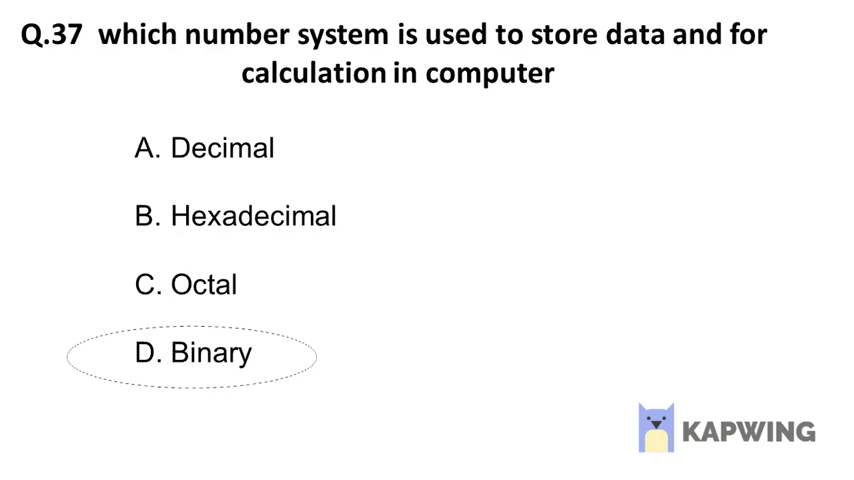 Q.37 which number system is used to store data and for
calculation in computer
A. Decimal
B. Hexadecimal
C. Octal
D. Binary
KAPWING